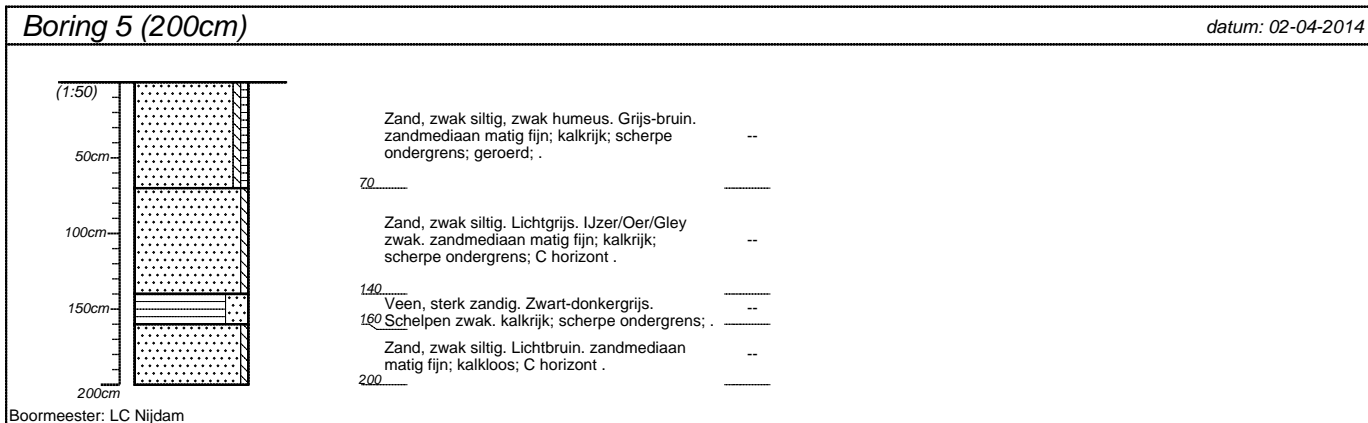 Boring 5 (200cm)
datum: 02-04-2014
(1:50)
50cm
100cm
150cm
200cm
Zand, zwak siltig, zwak humeus. Grijs-bruin.
zandmediaan matig fijn; kalkrijk; scherpe
ondergrens; geroerd; .
--
70
Zand, zwak siltig. Lichtgrijs. IJzer/Oer/Gley
zwak. zandmediaan matig fijn; kalkrijk;
scherpe ondergrens; C horizont .
--
140
Veen, sterk zandig. Zwart-donkergrijs.
Schelpen zwak. kalkrijk; scherpe ondergrens; .
--
160
Zand, zwak siltig. Lichtbruin. zandmediaan
matig fijn; kalkloos; C horizont .
--
200
Boormeester: LC Nijdam